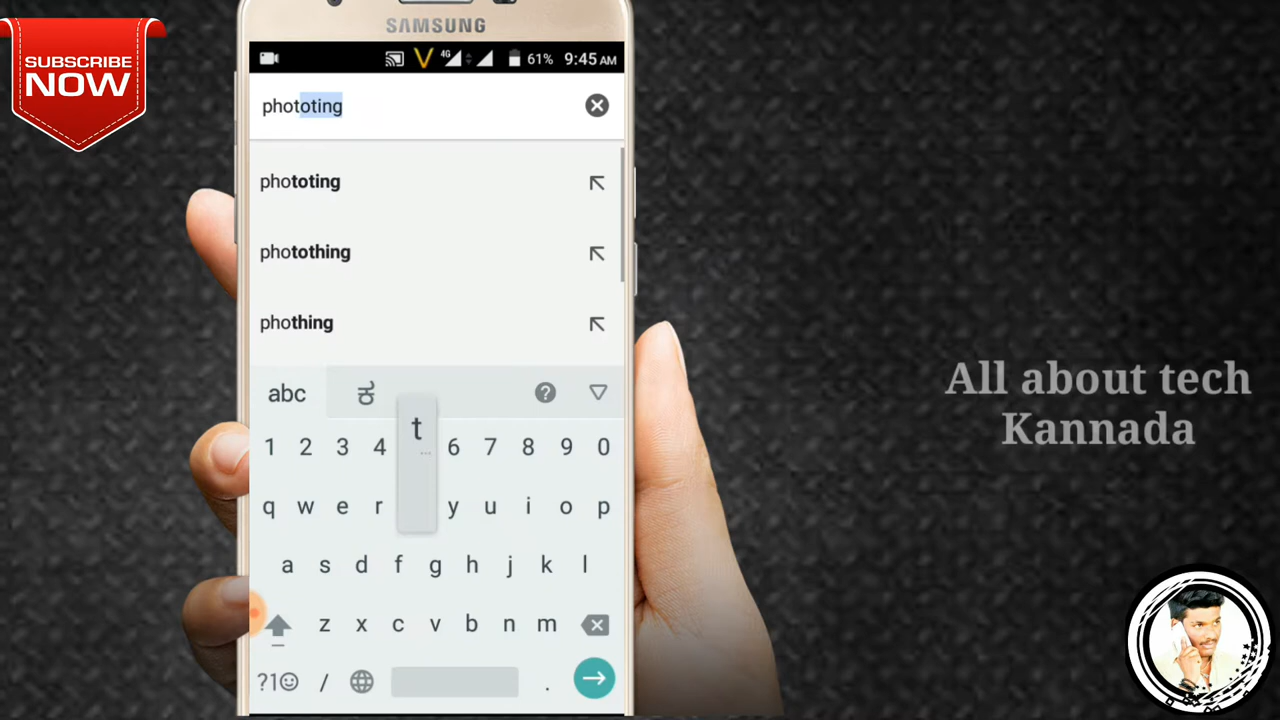 SUBSCRIBE
NOW
SAMSUNG
4G 61% 9:45 AM
phototing
phototing
photothing
phothing
abc ಕ
t
1 2 3 4 6 7 8 9 0
q w e r y u i o p
a s d f g h j k l
z x c v b n m
?1☺ / .
All about tech
Kannada